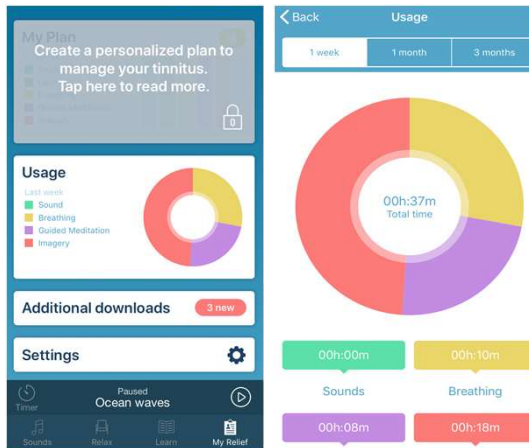 My Plan
Create a personalized plan to
manage your tinnitus.
Tap here to read more.
0
Usage
Last week
Sound
Breathing
Guided Meditation
Imagery
Additional downloads
3 new
Settings
Timer
Paused
Ocean waves
Sounds
Relax
Learn
My Relief
Back
Usage
1 week
1 month
3 months
00h:37m
Total time
00h:00m
00h:10m
Sounds
Breathing
00h:08m
00h:18m